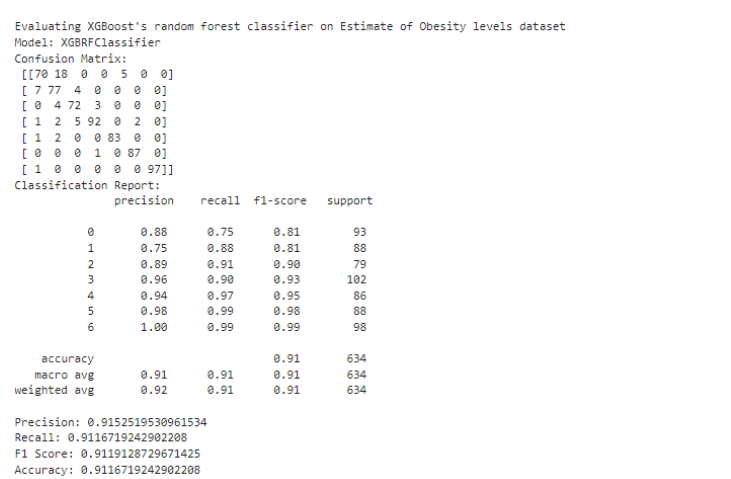 Evaluating XGBoost's random forest classifier on Estimate of Obesity levels dataset
Model: XGBRFClassifier
Confusion Matrix:
[[70 18 0 0 5 0 0]
[ 7 77 4 0 0 0 0]
[ 0 4 72 3 0 0 0]
[ 1 2 5 92 0 2 0]
[ 1 2 0 0 83 0 0]
[ 0 0 0 1 0 87 0]
[ 1 0 0 0 0 0 97]]
Classification Report:
precision recall f1-score support
0 0.88 0.75 0.81 93
1 0.75 0.88 0.81 88
2 0.89 0.91 0.90 79
3 0.96 0.90 0.93 102
4 0.94 0.97 0.95 86
5 0.98 0.99 0.98 88
6 1.00 0.99 0.99 98
accuracy 0.91 634
macro avg 0.91 0.91 0.91 634
weighted avg 0.92 0.91 0.91 634
Precision: 0.9152519530961534
Recall: 0.9116719242902208
F1 Score: 0.9119128729671425
Accuracy: 0.9116719242902208